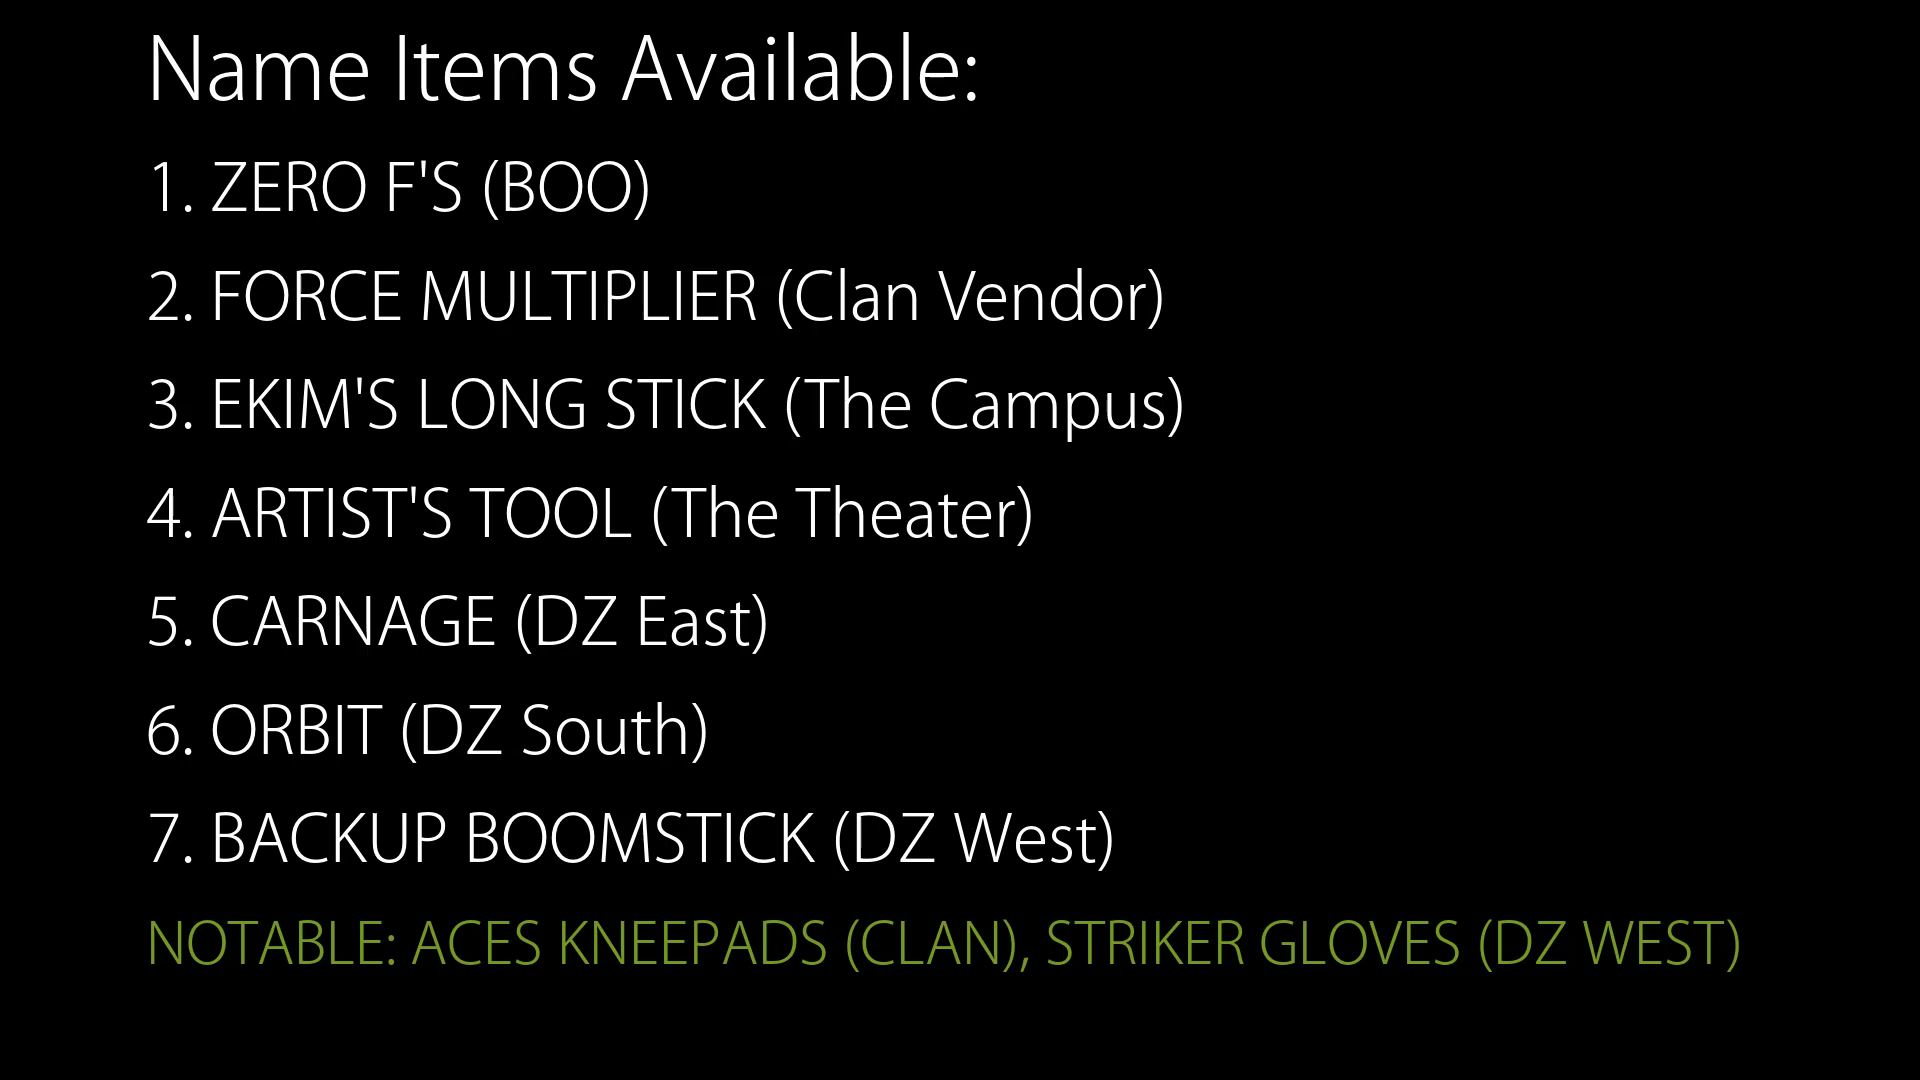 Name Items Available:
1. ZERO F'S (BOO)
2. FORCE MULTIPLIER (Clan Vendor)
3. EKIM'S LONG STICK (The Campus)
4. ARTIST'S TOOL (The Theater)
5. CARNAGE (DZ East)
6. ORBIT (DZ South)
7. BACKUP BOOMSTICK (DZ West)
NOTABLE: ACES KNEEPADS (CLAN), STRIKER GLOVES (DZ WEST)